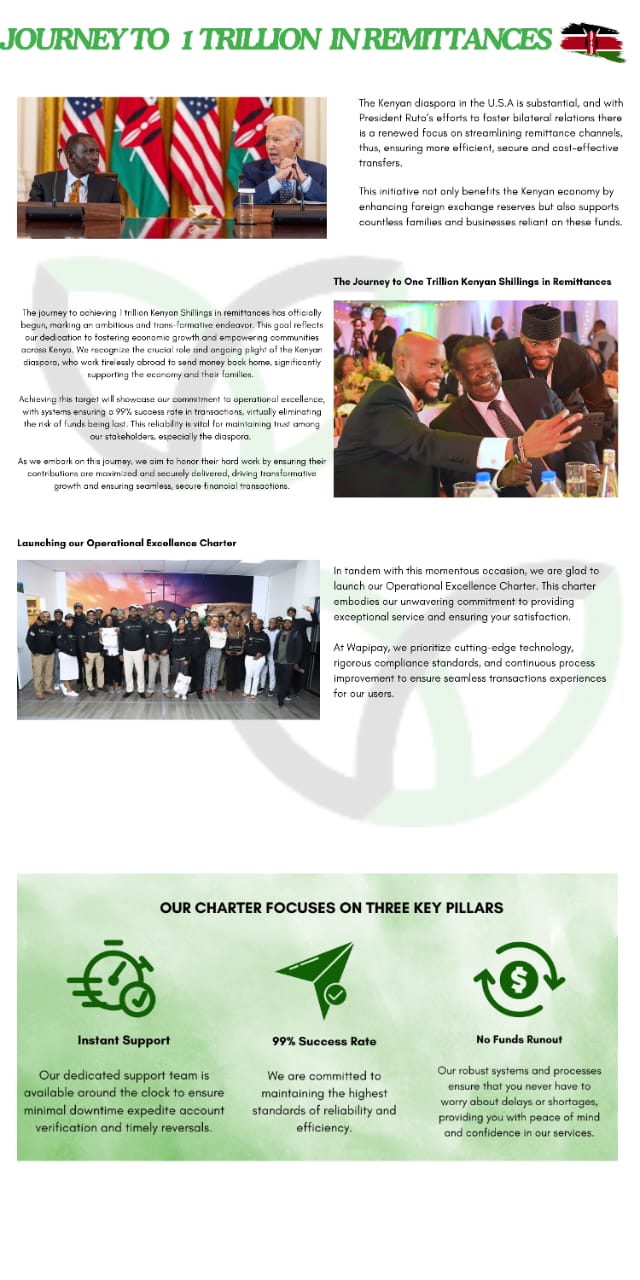 JOURNEY TO 1 TRILLION IN REMITTANCES
The Kenyan diaspora in the U.S.A is substantial, and with
President Ruto's efforts to foster bilateral relations there
is a renewed focus on streamlining remittance channels,
thus, ensuring more efficient, secure and cost-effective
transfers.
This initiative not only benefits the Kenyan economy by
enhancing foreign exchange reserves but also supports
countless families and businesses reliant on these funds.
The Journey to One Trillion Kenyan Shillings in Remittances
The journey to achieving 1 trillion Kenyan Shillings in remittances has officially
begun, marking an ambitious and trans-formative endeavor. This goal reflects
our dedication to fostering economic growth and empowering communities
across Kenya. We recognize the crucial role and ongoing plight of the Kenyan
diaspora, who work tirelessly abroad to send money back home, significantly
supporting the economy and their families.
Achieving this target will showcase our commitment to operational excellence,
with systems ensuring a 99% success rate in transactions, virtually eliminating
the risk of funds being lost. This reliability is vital for maintaining trust among
our stakeholders, especially the diaspora.
As we embark on this journey, we aim to honor their hard work by ensuring their
contributions are maximized and securely delivered, driving transformative
growth and ensuring seamless, secure financial transactions.
Launching our Operational Excellence Charter
In tandem with this momentous occasion, we are glad to
launch our Operational Excellence Charter. This charter
embodies our unwavering commitment to providing
exceptional service and ensuring your satisfaction.
At Wapipay, we prioritize cutting-edge technology,
rigorous compliance standards, and continuous process
improvement to ensure seamless transactions experiences
for our users.
OUR CHARTER FOCUSES ON THREE KEY PILLARS
Instant Support
Our dedicated support team is
available around the clock to ensure
minimal downtime expedite account
verification and timely reversals.
99% Success Rate
We are committed to
maintaining the highest
standards of reliability and
efficiency.
No Funds Runout
Our robust systems and processes
ensure that you never have to
worry about delays or shortages,
providing you with peace of mind
and confidence in our services.